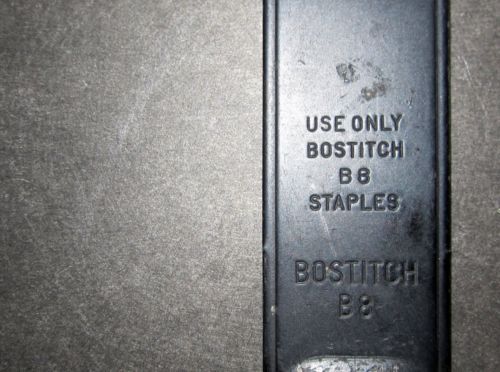 USE ONLY
BOSTITCH
B8
STAPLES
BOSTITCH
B8